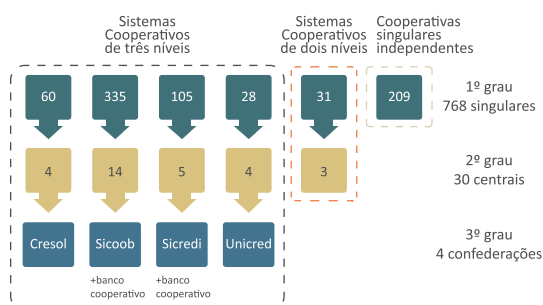 Sistemas
Cooperativos
de três níveis
Sistemas
Cooperativos
de dois níveis
Cooperativas
singulares
independentes
60 335 105 28 31 209
1º grau
768 singulares
4 14 5 4 3
2º grau
30 centrais
Cresol Sicoob Sicredi Unicred
3º grau
4 confederações
+banco
cooperativo
+banco
cooperativo